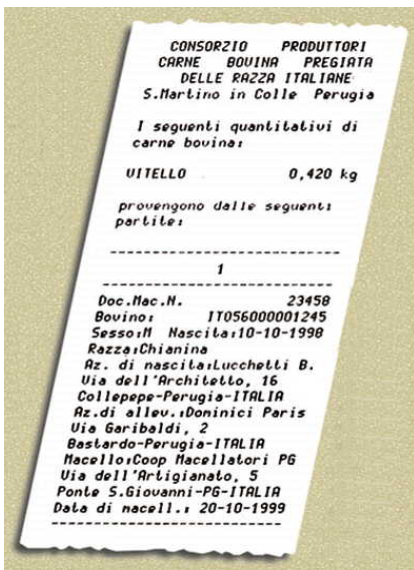 CONSORZIO PRODUTTORI
CARNE BOVINA PREGIATA
DELLE RAZZA ITALIANE
S.Martino in Colle Perugia
I seguenti quantitativi di
carne bovina:
VITELLO 0,420 kg
provengono dalle seguenti
partite:
------------------------------
1
------------------------------
Doc.Mac.N. 23458
Bovino: IT056000001245
Sesso:M Nascita:10-10-1998
Razza:Chianina
Az. di nascita:Lucchetti B.
Via dell'Architetto, 16
Collepepe-Perugia-ITALIA
Az.di allev.:Dominici Paris
Via Garibaldi, 2
Bastardo-Perugia-ITALIA
Macello:Coop Macellatori PG
Via dell'Artigianato, 5
Ponte S.Giovanni-PG-ITALIA
Data di macell.: 20-10-1999
------------------------------